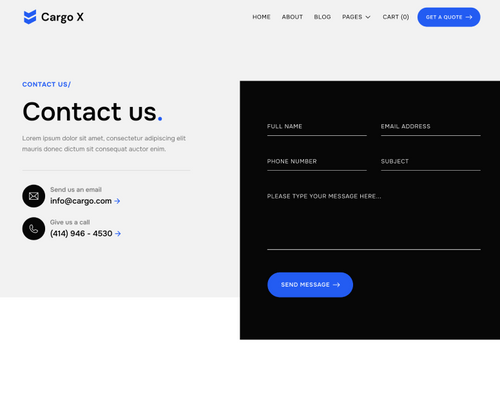 Cargo X
HOME ABOUT BLOG PAGES CART (0) GET A QUOTE
CONTACT US/
Contact us.
Lorem ipsum dolor sit amet, consectetur adipiscing elit
mauris donec dictum sit consequat auctor enim.
Send us an email
info@cargo.com
Give us a call
(414) 946 - 4530
FULL NAME EMAIL ADDRESS
PHONE NUMBER SUBJECT
PLEASE TYPE YOUR MESSAGE HERE...
SEND MESSAGE